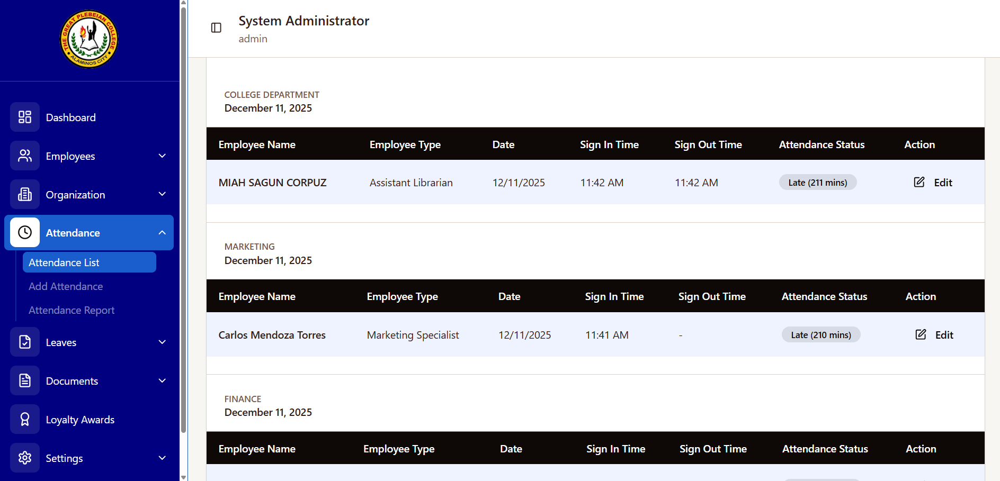 THE GREAT PLEBEIAN COLLEGE
ALAMINOS CITY
Dashboard
Employees
Organization
Attendance
Attendance List
Add Attendance
Attendance Report
Leaves
Documents
Loyalty Awards
Settings
System Administrator
admin
COLLEGE DEPARTMENT
December 11, 2025
Employee Name Employee Type Date Sign In Time Sign Out Time Attendance Status Action
MIAH SAGUN CORPUZ Assistant Librarian 12/11/2025 11:42 AM 11:42 AM Late (211 mins) Edit
MARKETING
December 11, 2025
Employee Name Employee Type Date Sign In Time Sign Out Time Attendance Status Action
Carlos Mendoza Torres Marketing Specialist 12/11/2025 11:41 AM - Late (210 mins) Edit
FINANCE
December 11, 2025
Employee Name Employee Type Date Sign In Time Sign Out Time Attendance Status Action